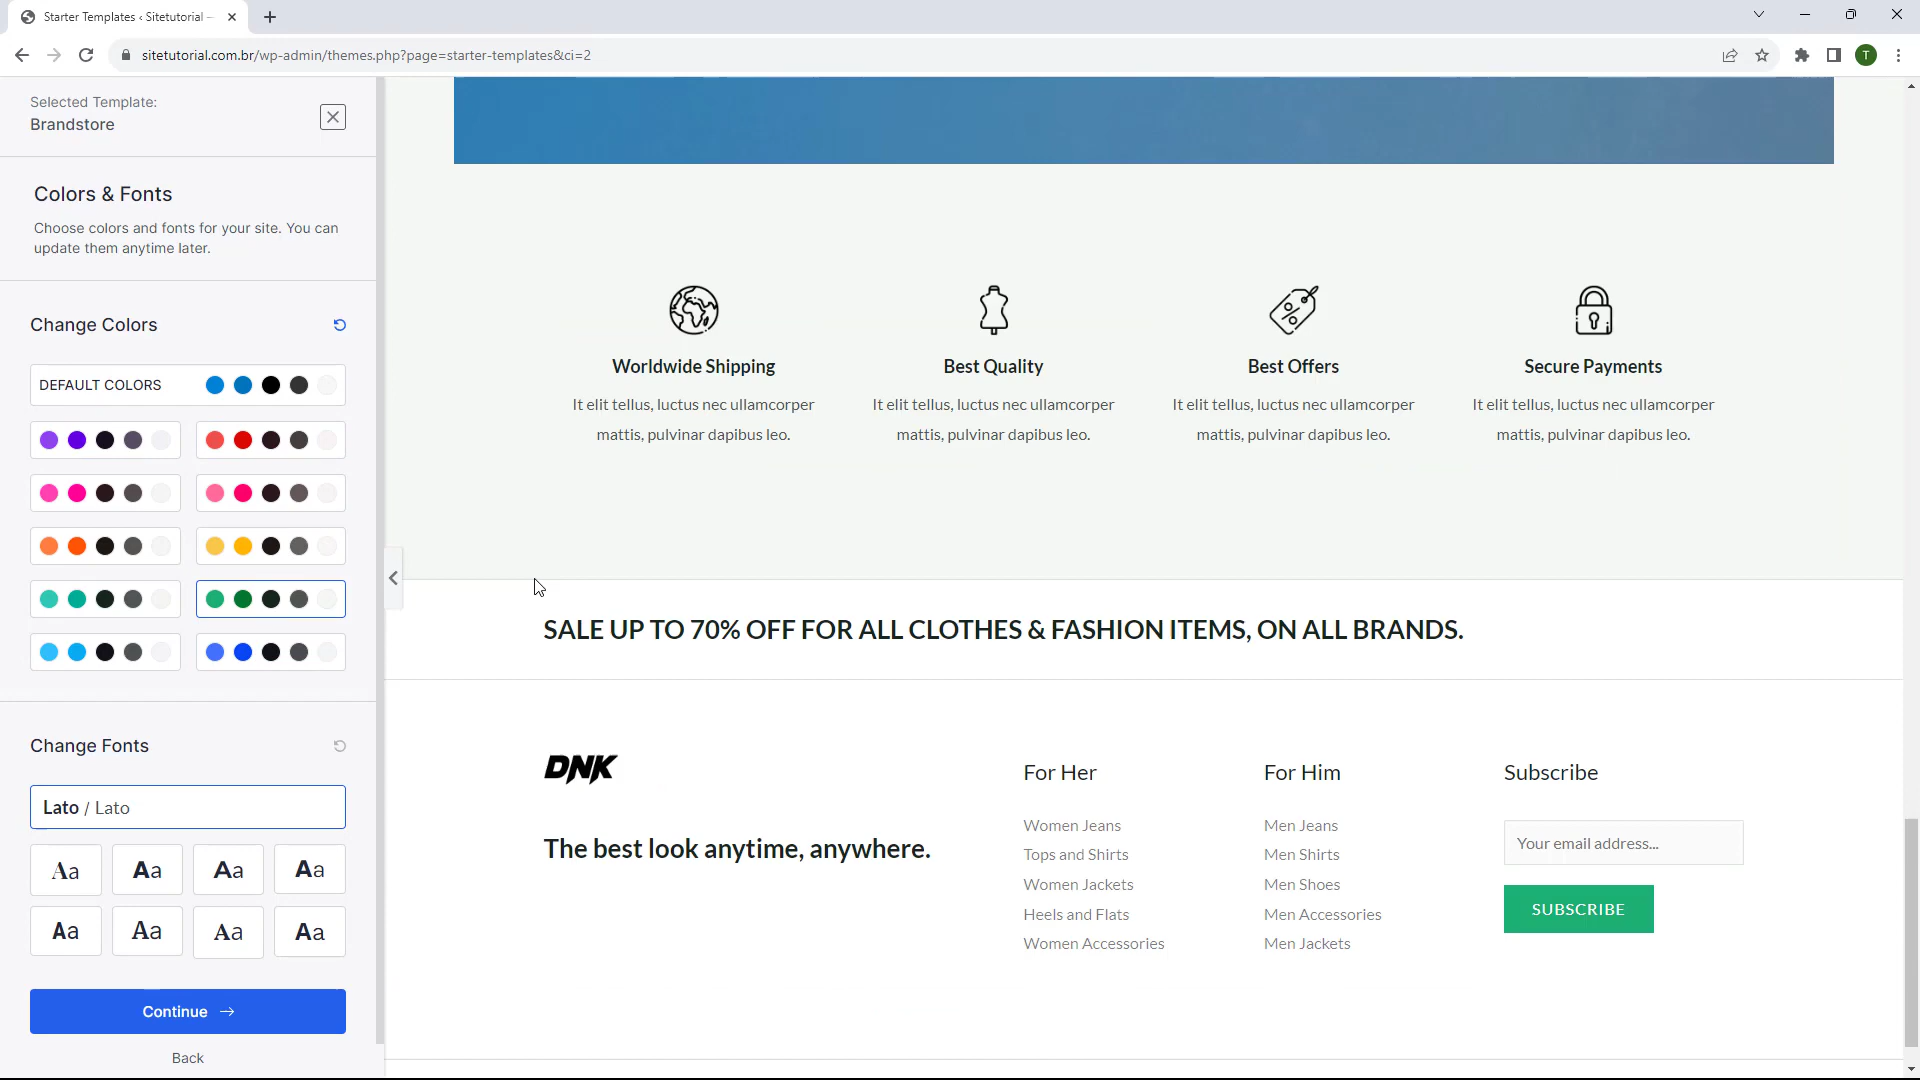 Starter Templates ‹ Sitetutorial –
sitetutorial.com.br/wp-admin/themes.php?page=starter-templates&ci=2
T
Selected Template:
Brandstore
Colors & Fonts
Choose colors and fonts for your site. You can
update them anytime later.
Change Colors
DEFAULT COLORS
Change Fonts
Lato / Lato
Aa Aa Aa Aa
Aa Aa Aa Aa
Continue →
Back
Worldwide Shipping
It elit tellus, luctus nec ullamcorper
mattis, pulvinar dapibus leo.
Best Quality
It elit tellus, luctus nec ullamcorper
mattis, pulvinar dapibus leo.
Best Offers
It elit tellus, luctus nec ullamcorper
mattis, pulvinar dapibus leo.
Secure Payments
It elit tellus, luctus nec ullamcorper
mattis, pulvinar dapibus leo.
SALE UP TO 70% OFF FOR ALL CLOTHES & FASHION ITEMS, ON ALL BRANDS.
DNK
The best look anytime, anywhere.
For Her
Women Jeans
Tops and Shirts
Women Jackets
Heels and Flats
Women Accessories
For Him
Men Jeans
Men Shirts
Men Shoes
Men Accessories
Men Jackets
Subscribe
Your email address...
SUBSCRIBE